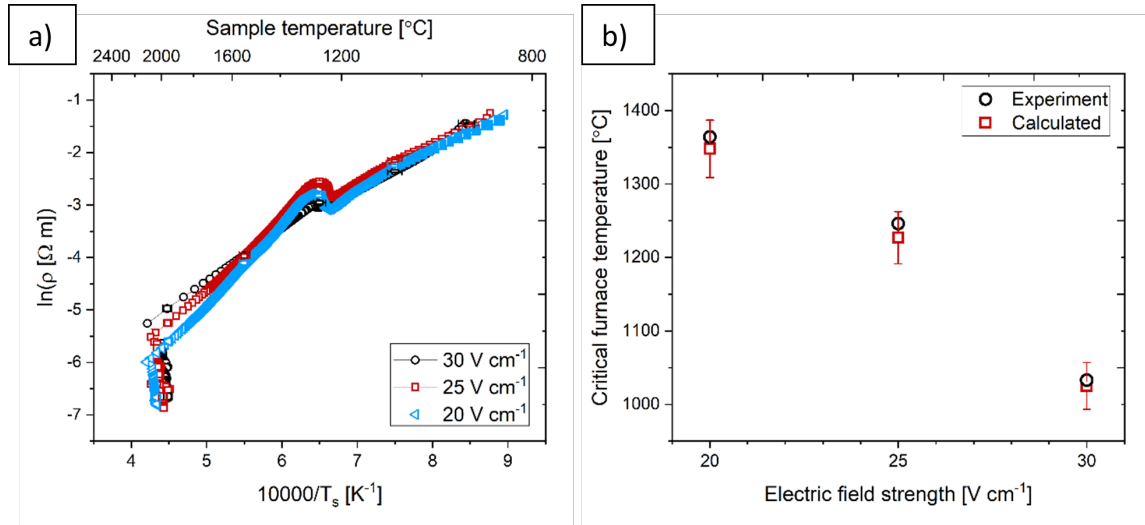 a)
Sample temperature [°C]
2400 2000 1600 1200 800
-1
-2
-3
-4
-5
-6
-7
ln(ρ [Ω m])
30 V cm⁻¹
25 V cm⁻¹
20 V cm⁻¹
4 5 6 7 8 9
10000/Tₛ [K⁻¹]
b)
Experiment
Calculated
1400
1300
1200
1100
1000
Critical furnace temperature [°C]
20 25 30
Electric field strength [V cm⁻¹]